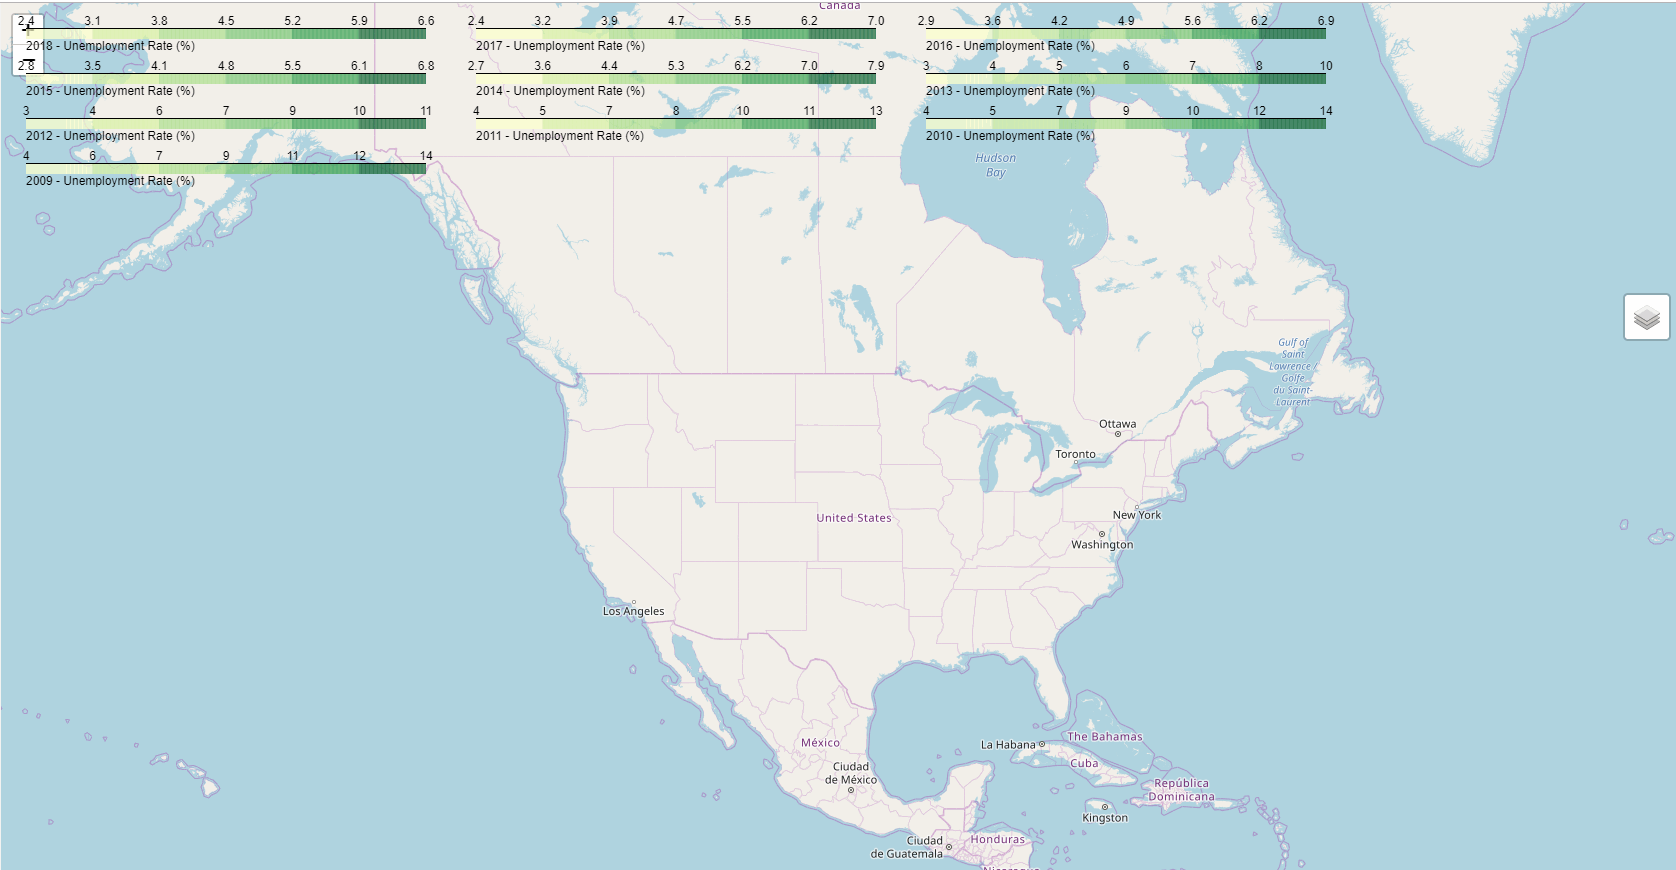 Canada
2.4 3.1 3.8 4.5 5.2 5.9 6.6
2018 - Unemployment Rate (%)
2.4 3.2 3.9 4.7 5.5 6.2 7.0
2017 - Unemployment Rate (%)
2.9 3.6 4.2 4.9 5.6 6.2 6.9
2016 - Unemployment Rate (%)
2.8 3.5 4.1 4.8 5.5 6.1 6.8
2015 - Unemployment Rate (%)
2.7 3.6 4.4 5.3 6.2 7.0 7.9
2014 - Unemployment Rate (%)
3 4 5 6 7 8 10
2013 - Unemployment Rate (%)
3 4 6 7 9 10 11
2012 - Unemployment Rate (%)
4 5 7 8 10 11 13
2011 - Unemployment Rate (%)
4 5 7 9 10 12 14
2010 - Unemployment Rate (%)
4 6 7 9 11 12 14
2009 - Unemployment Rate (%)
Hudson
Bay
Gulf of
Saint
Lawrence /
Golfe
du Saint-
Laurent
Ottawa
Toronto
New York
United States
Washington
Los Angeles
The Bahamas
México
La Habana
Cuba
Ciudad
de México
República
Dominicana
Kingston
Ciudad
de Guatemala
Honduras
Nicaragua